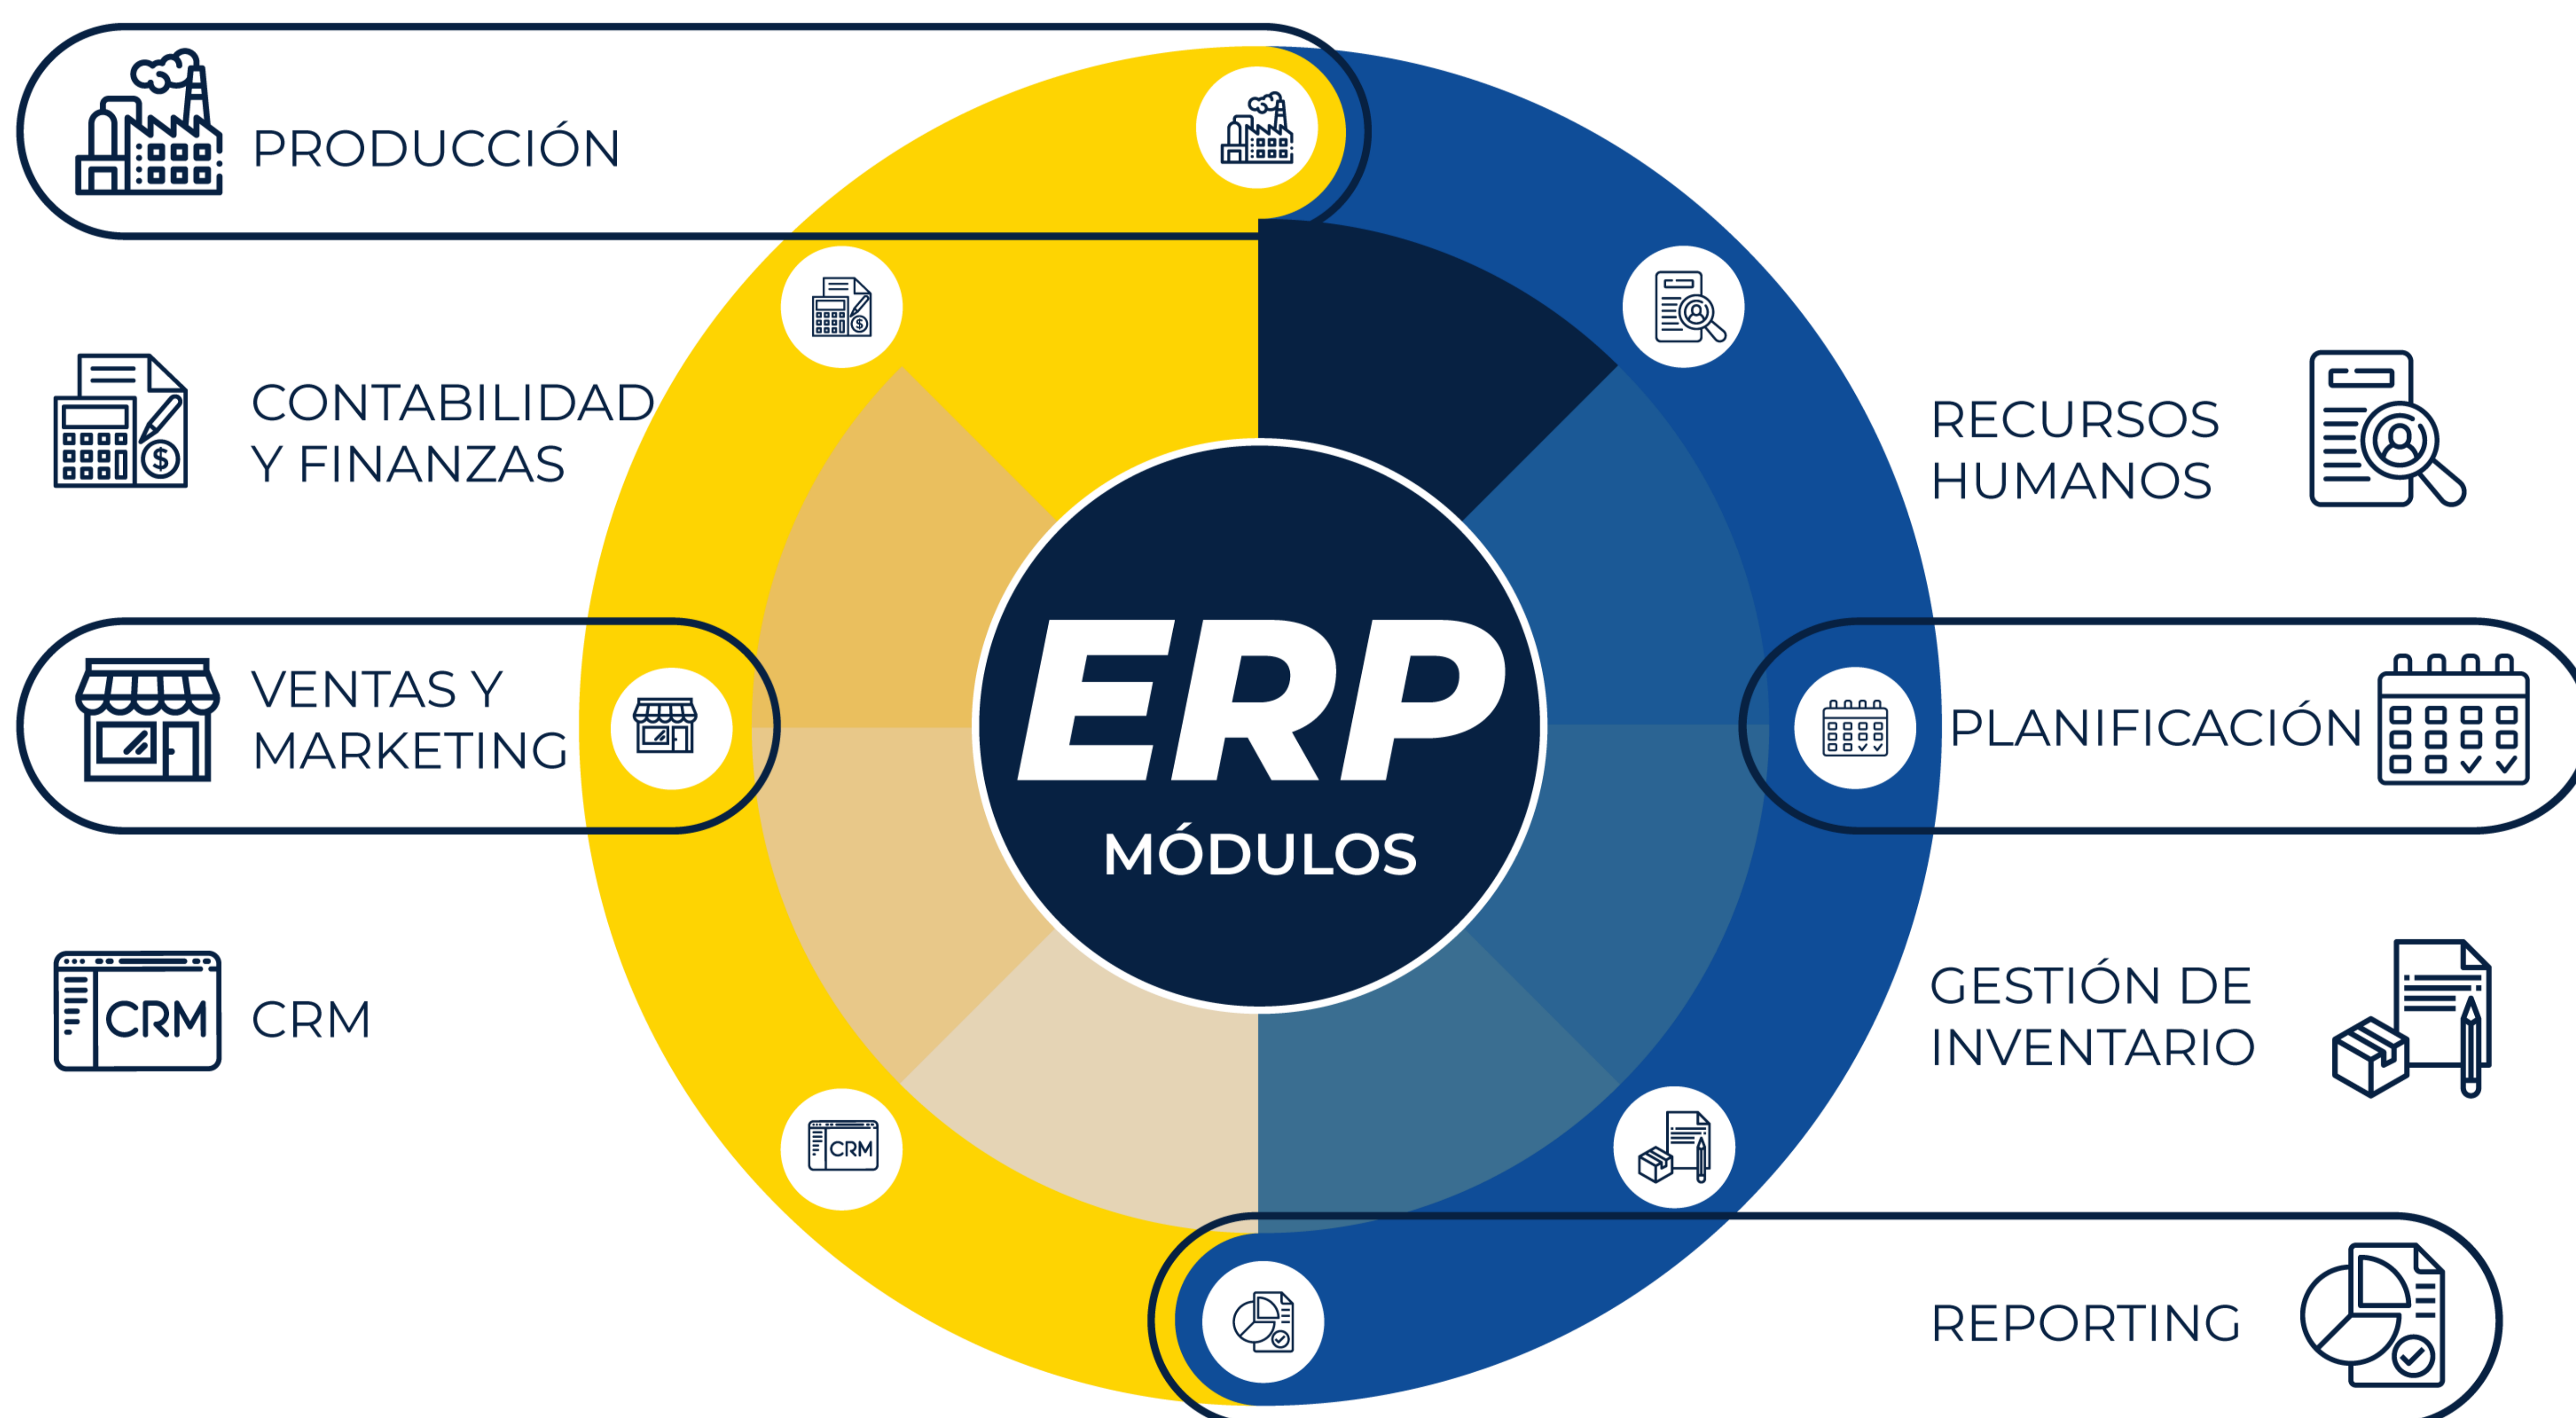 PRODUCCIÓN
CONTABILIDAD
Y FINANZAS
VENTAS Y
MARKETING
CRM
CRM
CRM
ERP
MÓDULOS
RECURSOS
HUMANOS
PLANIFICACIÓN
GESTIÓN DE
INVENTARIO
REPORTING